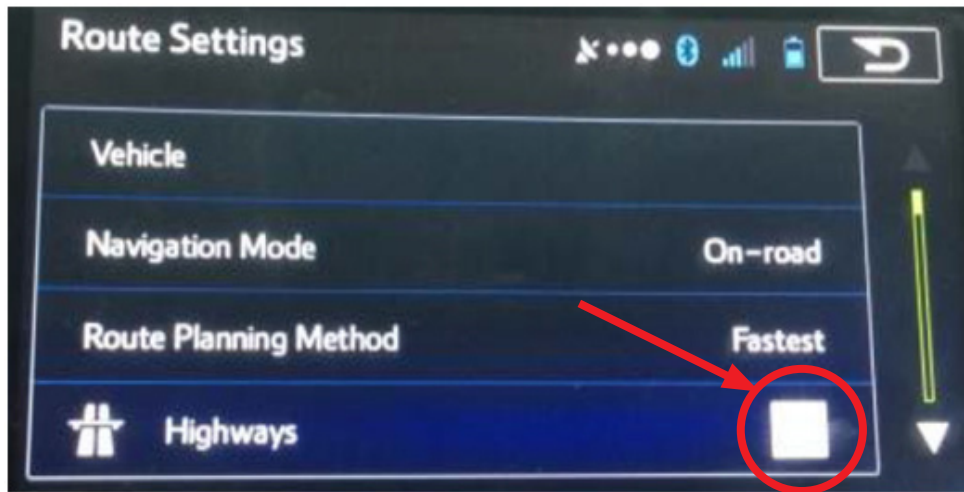 Route Settings
Vehicle
Navigation Mode On-road
Route Planning Method Fastest
Highways